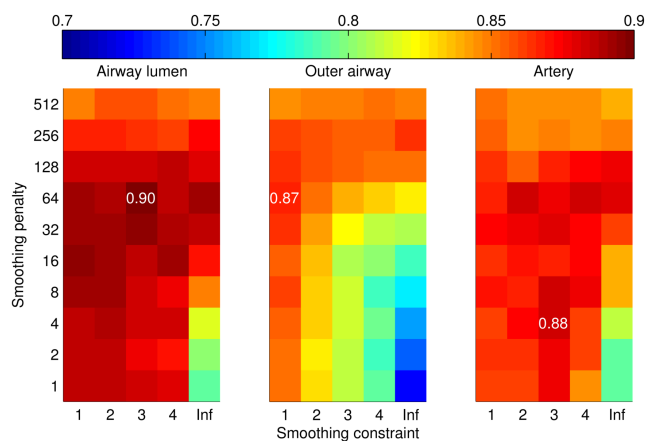 0.7 0.75 0.8 0.85 0.9
Airway lumen Outer airway Artery
512
256
128
64 0.90 0.87
32
16
8
4 0.88
2
1
Smoothing penalty
1 2 3 4 Inf 1 2 3 4 Inf 1 2 3 4 Inf
Smoothing constraint